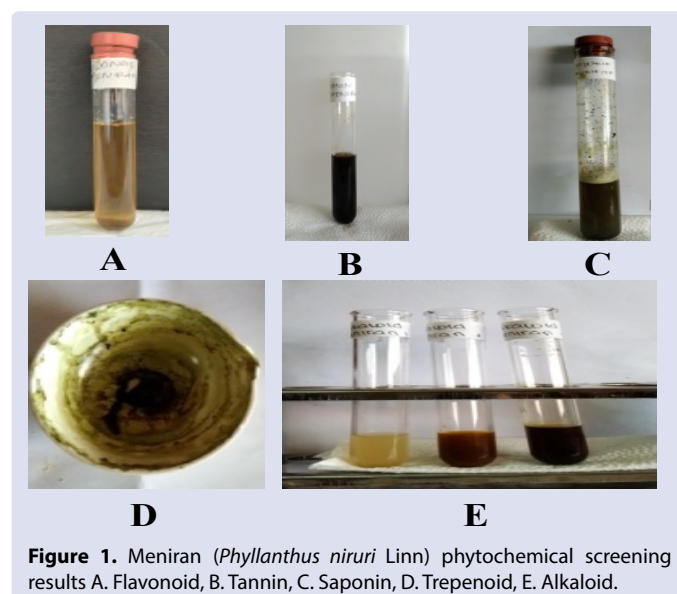 A
B
C
D
E
Figure 1. Meniran (Phyllanthus niruri Linn) phytochemical screening
results A. Flavonoid, B. Tannin, C. Saponin, D. Trepenoid, E. Alkaloid.